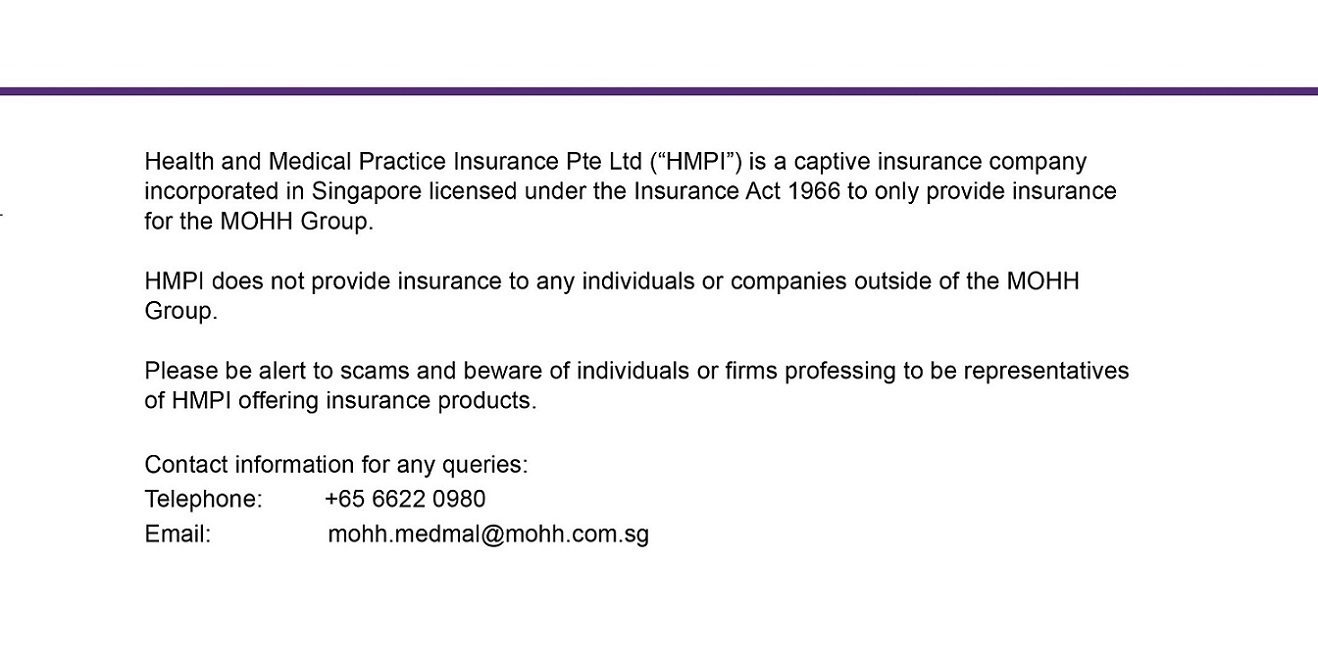 Health and Medical Practice Insurance Pte Ltd (“HMPI”) is a captive insurance company
incorporated in Singapore licensed under the Insurance Act 1966 to only provide insurance
for the MOHH Group.
HMPI does not provide insurance to any individuals or companies outside of the MOHH
Group.
Please be alert to scams and beware of individuals or firms professing to be representatives
of HMPI offering insurance products.
Contact information for any queries:
Telephone: +65 6622 0980
Email: mohh.medmal@mohh.com.sg